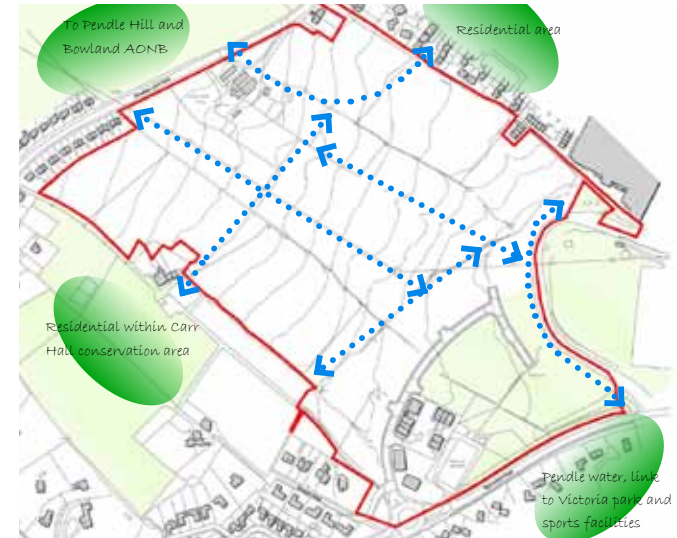 To Pendle Hill and
Bowland AONB
Residential area
Residential within Carr
Hall conservation area
Pendle water, link
to Victoria park and
sports facilities